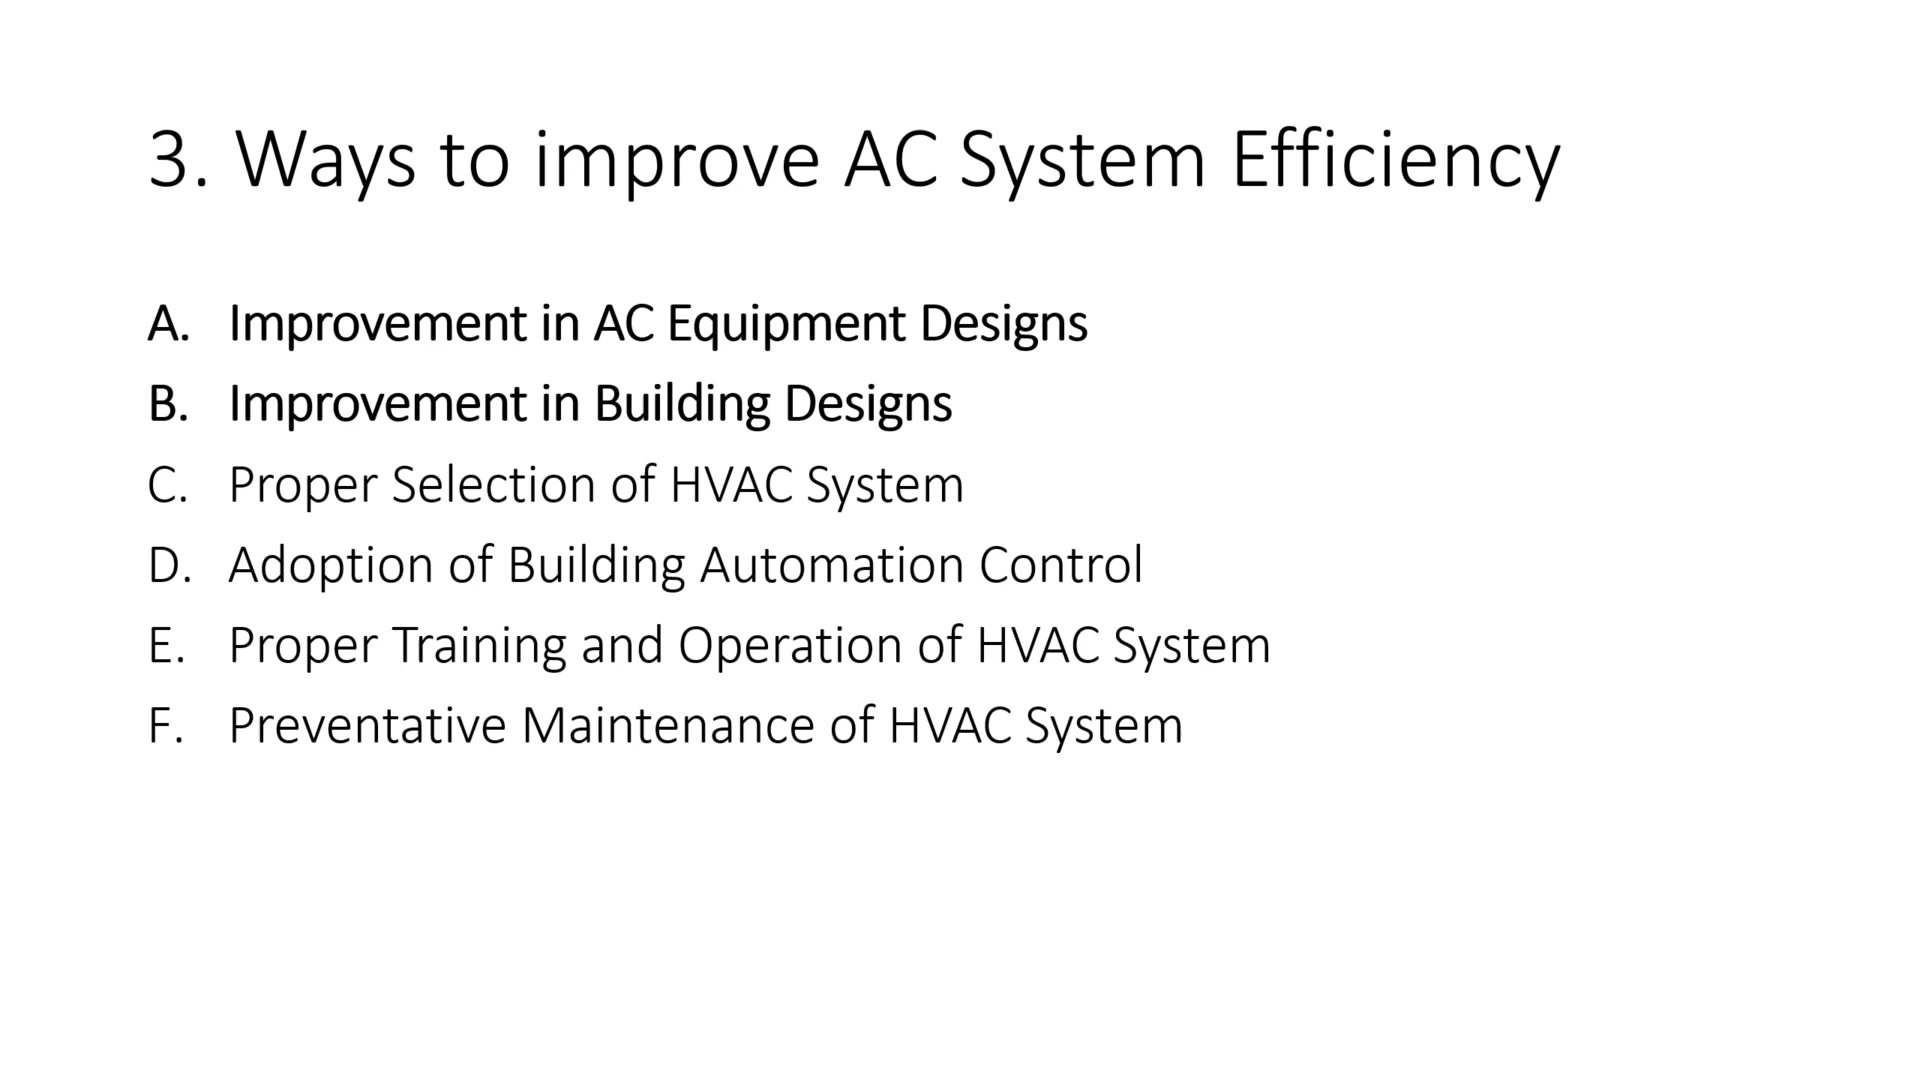 3. Ways to improve AC System Efficiency
A. Improvement in AC Equipment Designs
B. Improvement in Building Designs
C. Proper Selection of HVAC System
D. Adoption of Building Automation Control
E. Proper Training and Operation of HVAC System
F. Preventative Maintenance of HVAC System